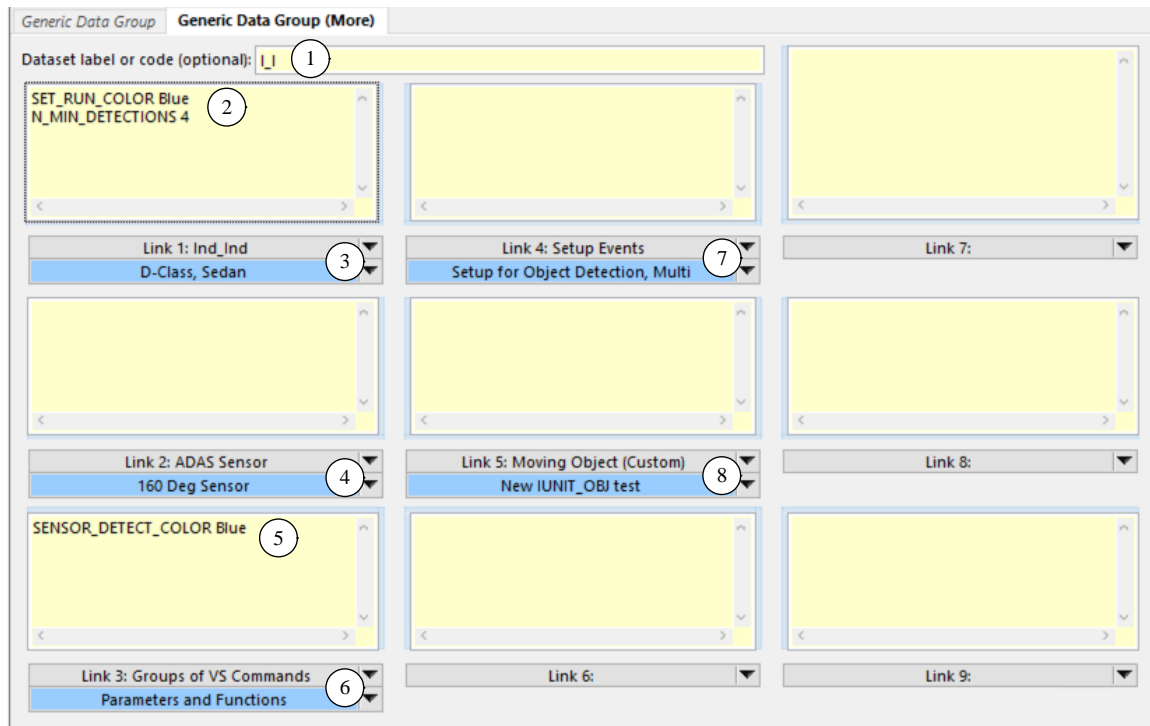 Generic Data Group Generic Data Group (More)
Dataset label or code (optional): I_I 1
SET_RUN_COLOR Blue 2
N_MIN_DETECTIONS 4
Link 1: Ind_Ind Link 4: Setup Events Link 7:
3 7
D-Class, Sedan Setup for Object Detection, Multi
Link 2: ADAS Sensor Link 5: Moving Object (Custom) Link 8:
4 8
160 Deg Sensor New IUNIT_OBJ test
SENSOR_DETECT_COLOR Blue 5
Link 3: Groups of VS Commands Link 6: Link 9:
6
Parameters and Functions